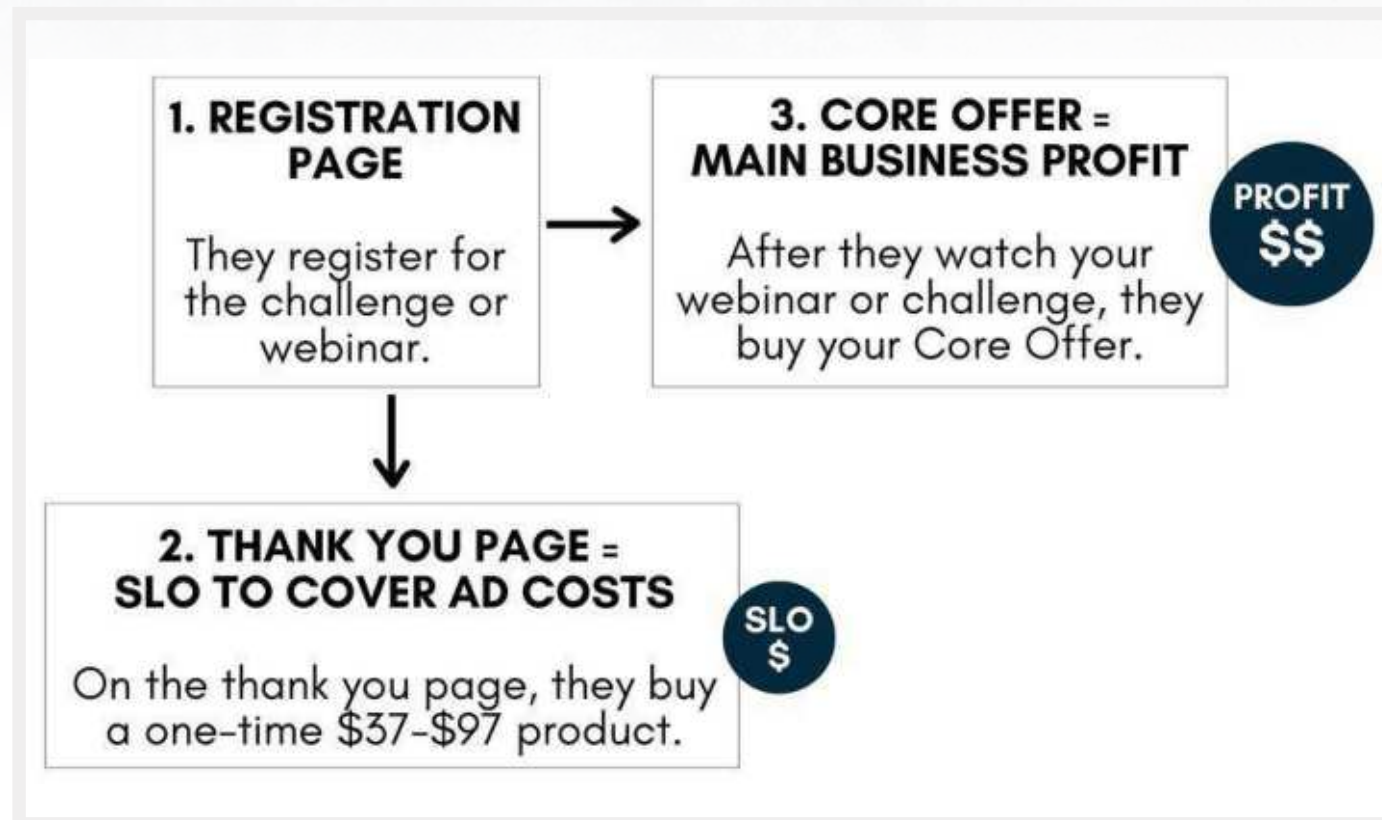 1. REGISTRATION
PAGE
They register for
the challenge or
webinar.
3. CORE OFFER =
MAIN BUSINESS PROFIT
After they watch your
webinar or challenge, they
buy your Core Offer.
PROFIT
$$
2. THANK YOU PAGE =
SLO TO COVER AD COSTS
On the thank you page, they buy
a one-time $37-$97 product.
SLO
$